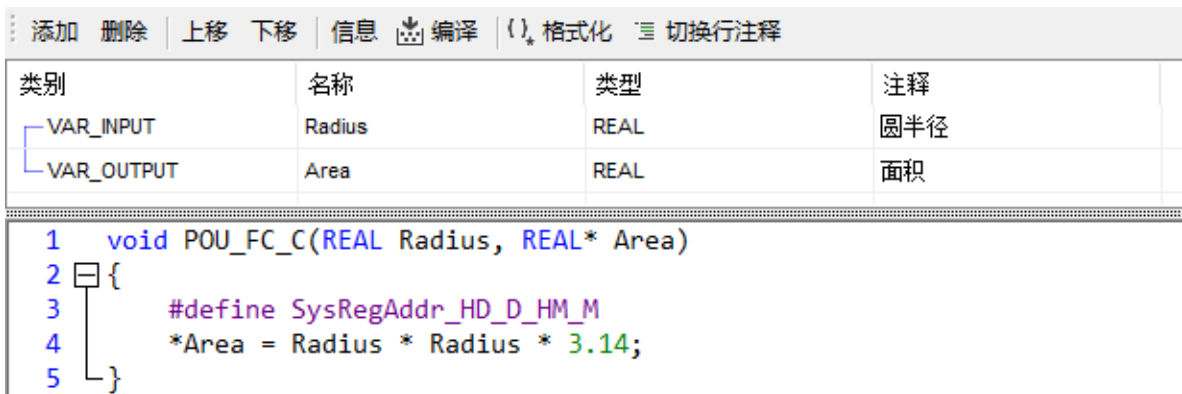 添加 删除 上移 下移 信息 编译 格式化 切换行注释
类别 名称 类型 注释
VAR_INPUT Radius REAL 圆半径
VAR_OUTPUT Area REAL 面积
1 void POU_FC_C(REAL Radius, REAL* Area)
2 {
3 #define SysRegAddr_HD_D_HM_M
4 *Area = Radius * Radius * 3.14;
5 }